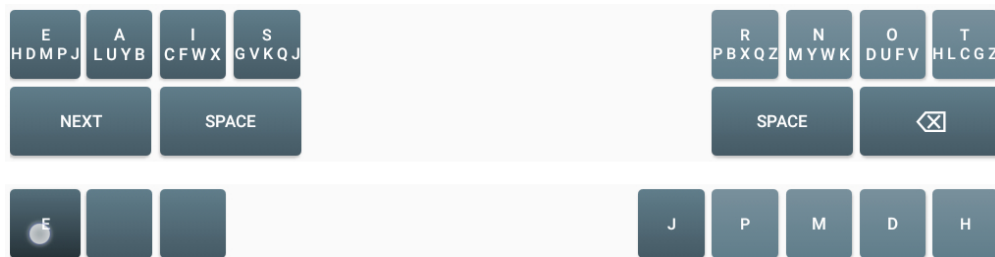 E A I S R N O T
HDMPJ LUYB CFWX GVKQJ PBXQZ MYWK DUFV HLCGZ
NEXT SPACE SPACE
E J P M D H